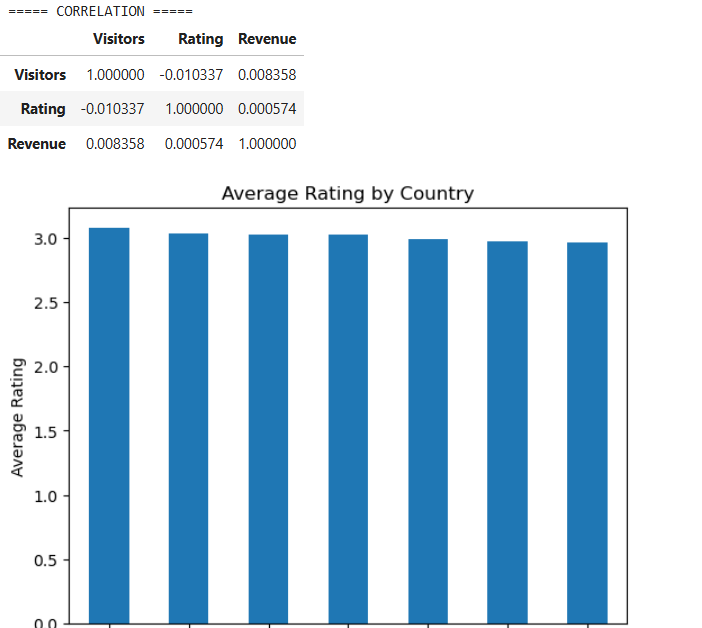 ===== CORRELATION =====
Visitors Rating Revenue
Visitors 1.000000 -0.010337 0.008358
Rating -0.010337 1.000000 0.000574
Revenue 0.008358 0.000574 1.000000
Average Rating by Country
3.0
2.5
2.0
1.5
1.0
0.5
0.0
Average Rating